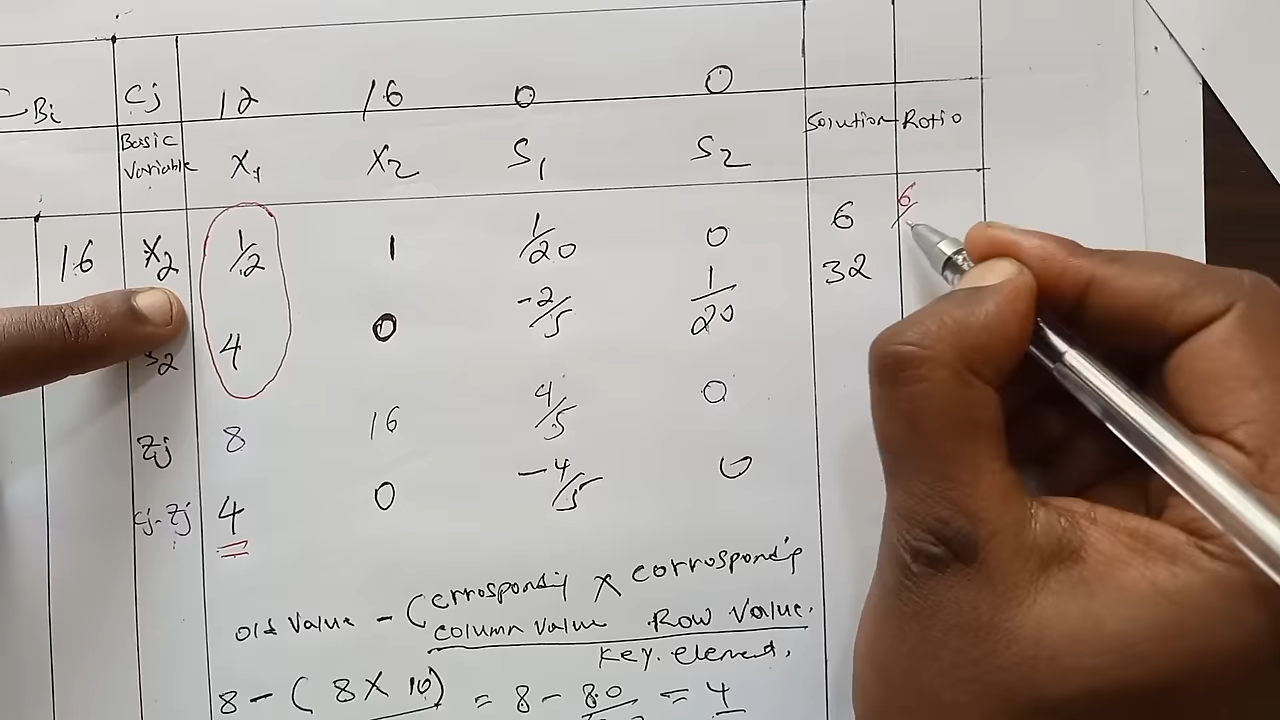 CBi Cj 12 16 0 0
Basic Variable X1 X2 S1 S2 Solution Ratio
16 X2 1/2 1 1/20 0 6 6/
S2 4 0 -2/5 1/20 32
Zj 8 16 4/5 0
Cj-Zj 4 0 -4/5 0
Old Value - (Corrospondig column value X corrospondig Row Value.
Key. element.
8 - (8 X 10) = 8 - 80 = 4